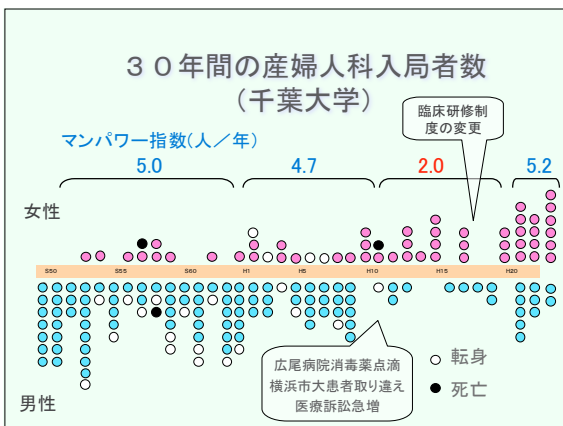 ３０年間の産婦人科入局者数
（千葉大学）
臨床研修制
度の変更
マンパワー指数(人／年)
5.0
4.7
2.0
5.2
女性
S50
S55
S60
H1
H5
H10
H15
H20
広尾病院消毒薬点滴
横浜市大患者取り違え
医療訴訟急増
転身
死亡
男性